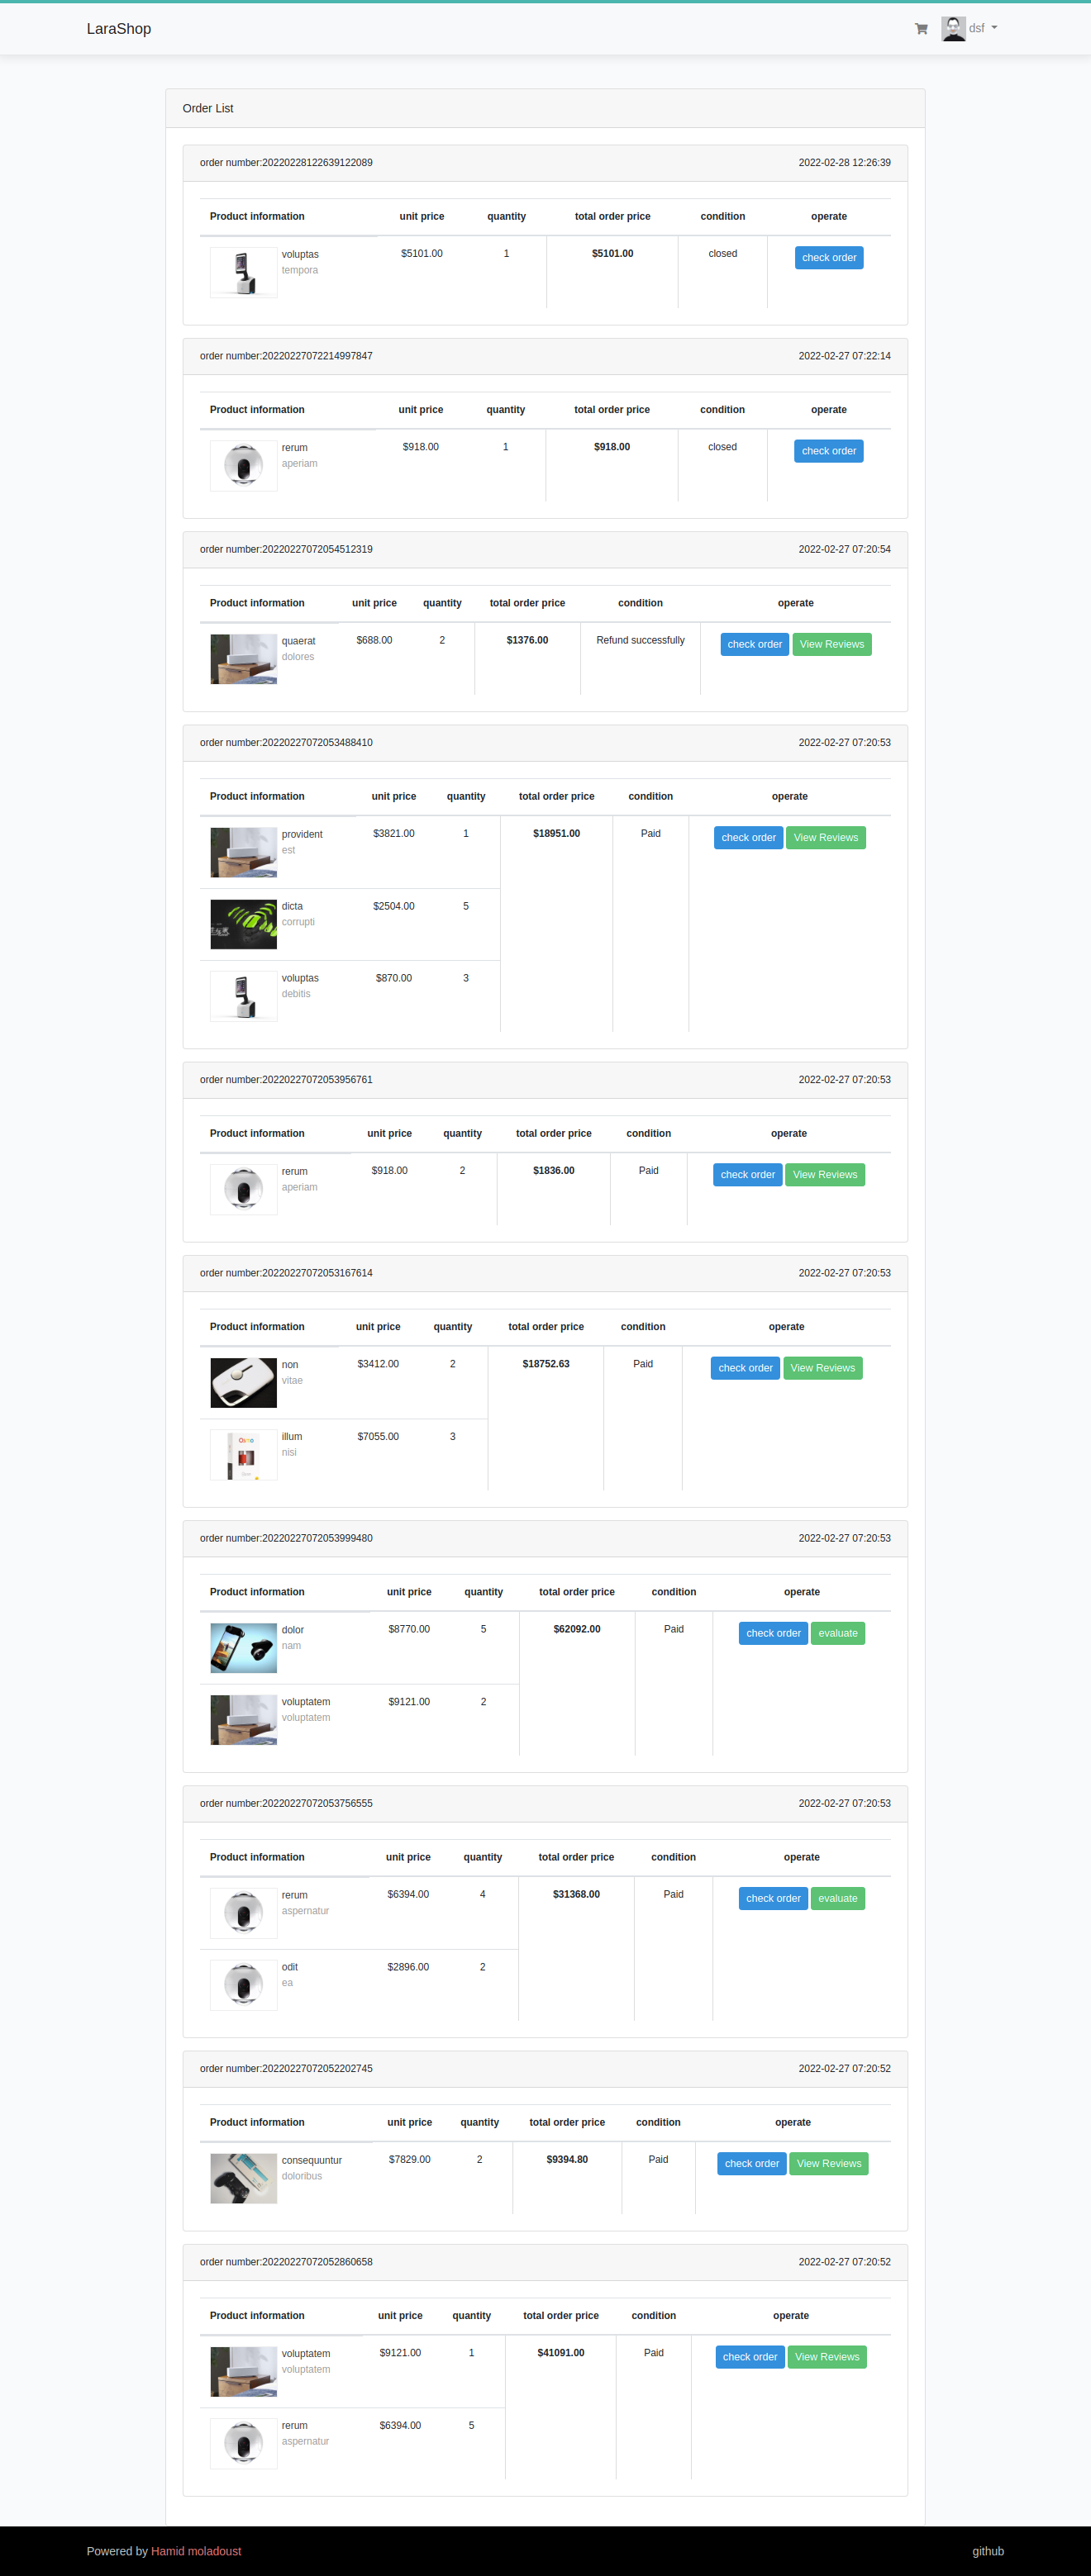 LaraShop dsf
Order List
order number:20220228122639122089 2022-02-28 12:26:39
Product information unit price quantity total order price condition operate
voluptas $5101.00 1 $5101.00 closed check order
tempora
order number:20220227072214997847 2022-02-27 07:22:14
Product information unit price quantity total order price condition operate
rerum $918.00 1 $918.00 closed check order
aperiam
order number:20220227072054512319 2022-02-27 07:20:54
Product information unit price quantity total order price condition operate
quaerat $688.00 2 $1376.00 Refund successfully check order View Reviews
dolores
order number:20220227072053488410 2022-02-27 07:20:53
Product information unit price quantity total order price condition operate
provident $3821.00 1 $18951.00 Paid check order View Reviews
est
dicta $2504.00 5
corrupti
voluptas $870.00 3
debitis
order number:20220227072053956761 2022-02-27 07:20:53
Product information unit price quantity total order price condition operate
rerum $918.00 2 $1836.00 Paid check order View Reviews
aperiam
order number:20220227072053167614 2022-02-27 07:20:53
Product information unit price quantity total order price condition operate
non $3412.00 2 $18752.63 Paid check order View Reviews
vitae
illum $7055.00 3
nisi
order number:20220227072053999480 2022-02-27 07:20:53
Product information unit price quantity total order price condition operate
dolor $8770.00 5 $62092.00 Paid check order evaluate
nam
voluptatem $9121.00 2
voluptatem
order number:20220227072053756555 2022-02-27 07:20:53
Product information unit price quantity total order price condition operate
rerum $6394.00 4 $31368.00 Paid check order evaluate
aspernatur
odit $2896.00 2
ea
order number:20220227072052202745 2022-02-27 07:20:52
Product information unit price quantity total order price condition operate
consequuntur $7829.00 2 $9394.80 Paid check order View Reviews
doloribus
order number:20220227072052860658 2022-02-27 07:20:52
Product information unit price quantity total order price condition operate
voluptatem $9121.00 1 $41091.00 Paid check order View Reviews
voluptatem
rerum $6394.00 5
aspernatur
Powered by Hamid moladoust github